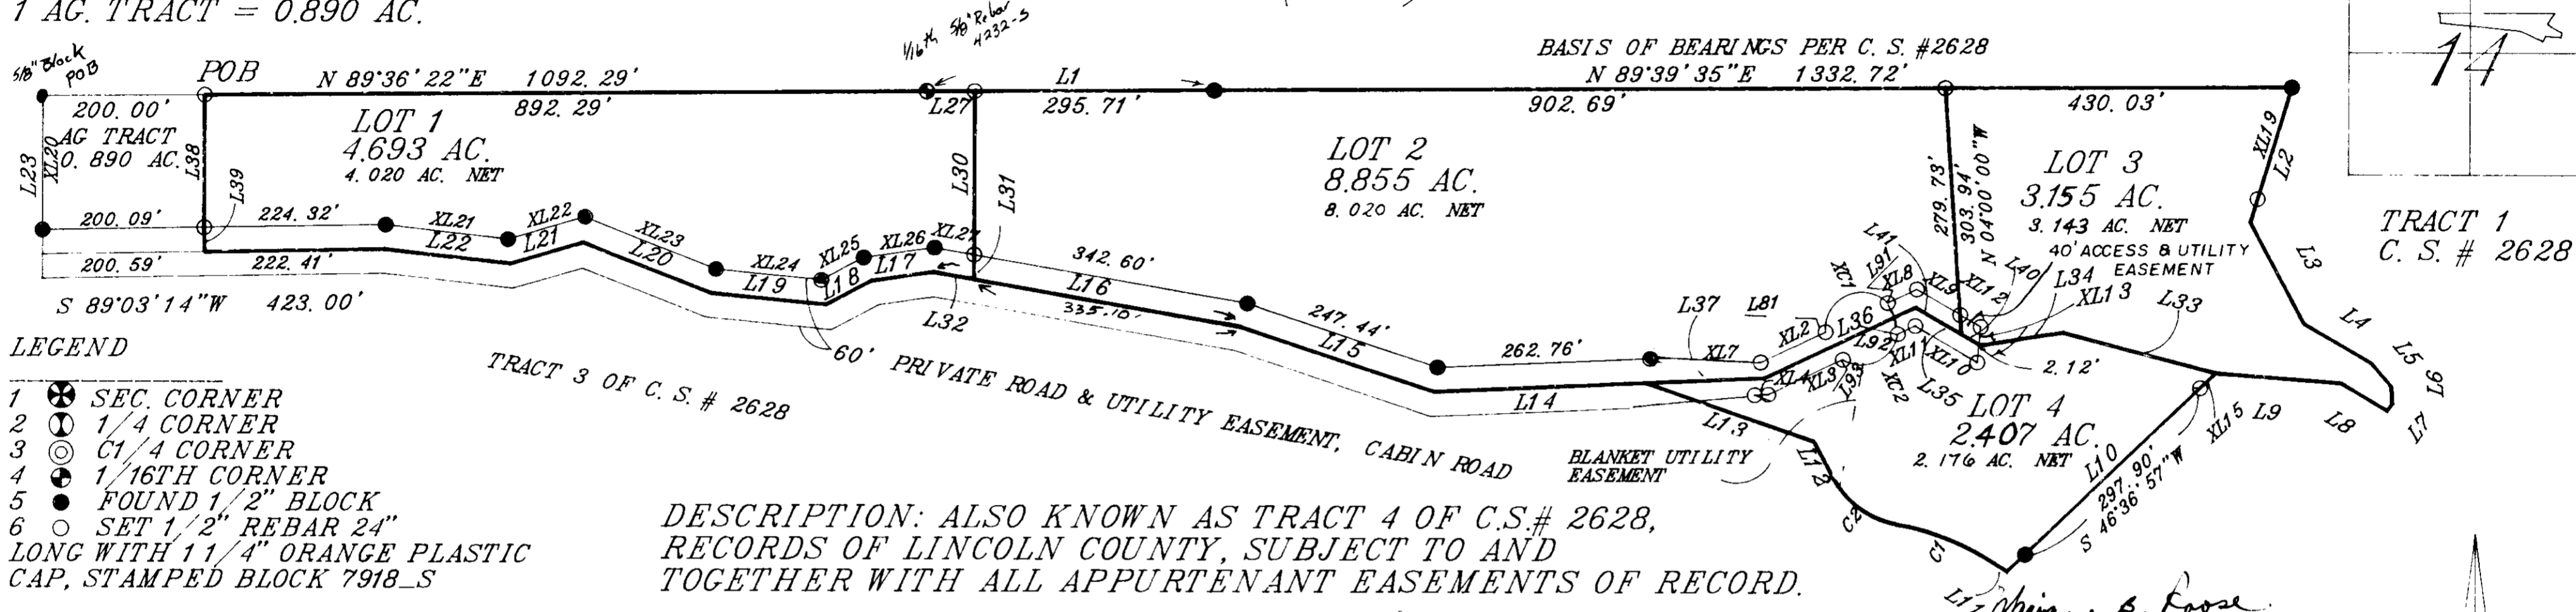 1 AG. TRACT = 0.890 AC.
5/8" Block
POB
POB
N 89°36'22"E 1092.29'
1/16th 5/8" Rebar
4232-S
L1
BASIS OF BEARINGS PER C. S. #2628
N 89°39'35"E 1332.72'
14
200.00'
892.29'
L27
295.71'
902.69'
430.03'
AG TRACT
0.890 AC.
L23
XL20
L38
L39
LOT 1
4.693 AC.
4.020 AC. NET
L30
L31
LOT 2
8.855 AC.
8.020 AC. NET
279.73'
303.94'
N 04°00'00"W
LOT 3
3.155 AC.
3.143 AC. NET
40' ACCESS & UTILITY
EASEMENT
XL19
L2
TRACT 1
C. S. # 2628
200.09'
224.32'
XL21
L22
XL22
L21
XL23
L20
XL24
L19
XL25
L18
XL26
L17
XL27
342.60'
L16
335.10'
L41
L91
XC1
XL8
XL9
XL12
L40
L34
XL13
L33
L3
L4
L5
L6
L7
200.59'
222.41'
S 89°03'14"W 423.00'
L32
247.44'
L15
262.76'
L37
L81
XL7
XL2
L36
L92
XL11
XL10
2.12'
L14
XL4
XL3
L93
XC2
L35
LOT 4
2.407 AC.
2.176 AC. NET
XL15
L9
L8
LEGEND
1 SEC. CORNER
2 1/4 CORNER
3 C1/4 CORNER
4 1/16TH CORNER
5 FOUND 1/2" BLOCK
6 SET 1/2" REBAR 24"
LONG WITH 1 1/4" ORANGE PLASTIC
CAP, STAMPED BLOCK 7918_S
TRACT 3 OF C. S. # 2628
60' PRIVATE ROAD & UTILITY EASEMENT, CABIN ROAD
L13
L12
BLANKET UTILITY
EASEMENT
L10
297.90'
S 46°36'57"W
C2
C1
L11
DESCRIPTION: ALSO KNOWN AS TRACT 4 OF C.S.# 2628,
RECORDS OF LINCOLN COUNTY, SUBJECT TO AND
TOGETHER WITH ALL APPURTENANT EASEMENTS OF RECORD.